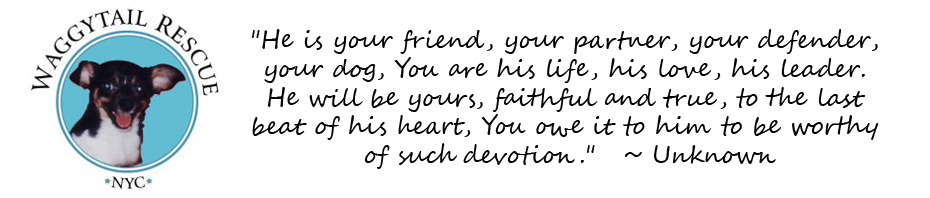 WAGGYTAIL RESCUE
*NYC*
"He is your friend, your partner, your defender,
your dog, You are his life, his love, his leader.
He will be yours, faithful and true, to the last
beat of his heart, You owe it to him to be worthy
of such devotion." ~ Unknown